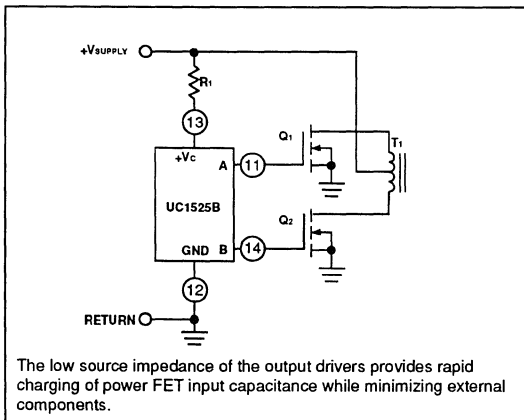 +VSUPPLY
R1
13
+VC
A
11
Q1
T1
UC1525B
Q2
GND
B
14
12
RETURN
The low source impedance of the output drivers provides rapid
charging of power FET input capacitance while minimizing external
components.